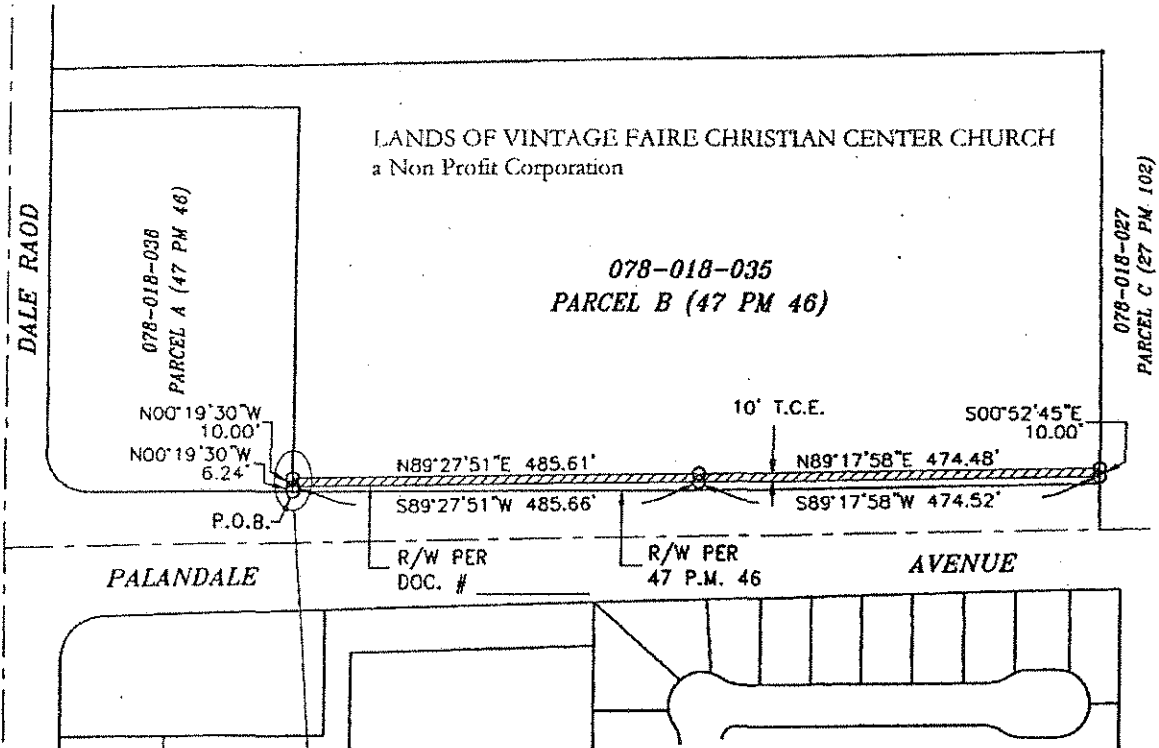 LANDS OF VINTAGE FAIRE CHRISTIAN CENTER CHURCH
a Non Profit Corporation
DALE RAOD
078-018-036
PARCEL A (47 PM 46)
078-018-035
PARCEL B (47 PM 46)
078-018-027
PARCEL C (27 PM 102)
N00°19'30"W
10.00'
N00°19'30"W
6.24'
P.O.B.
10' T.C.E.
S00°52'45"E
10.00'
N89°27'51"E 485.61'
N89°17'58"E 474.48'
S89°27'51"W 485.66'
S89°17'58"W 474.52'
R/W PER
DOC. # ________
R/W PER
47 P.M. 46
PALANDALE
AVENUE